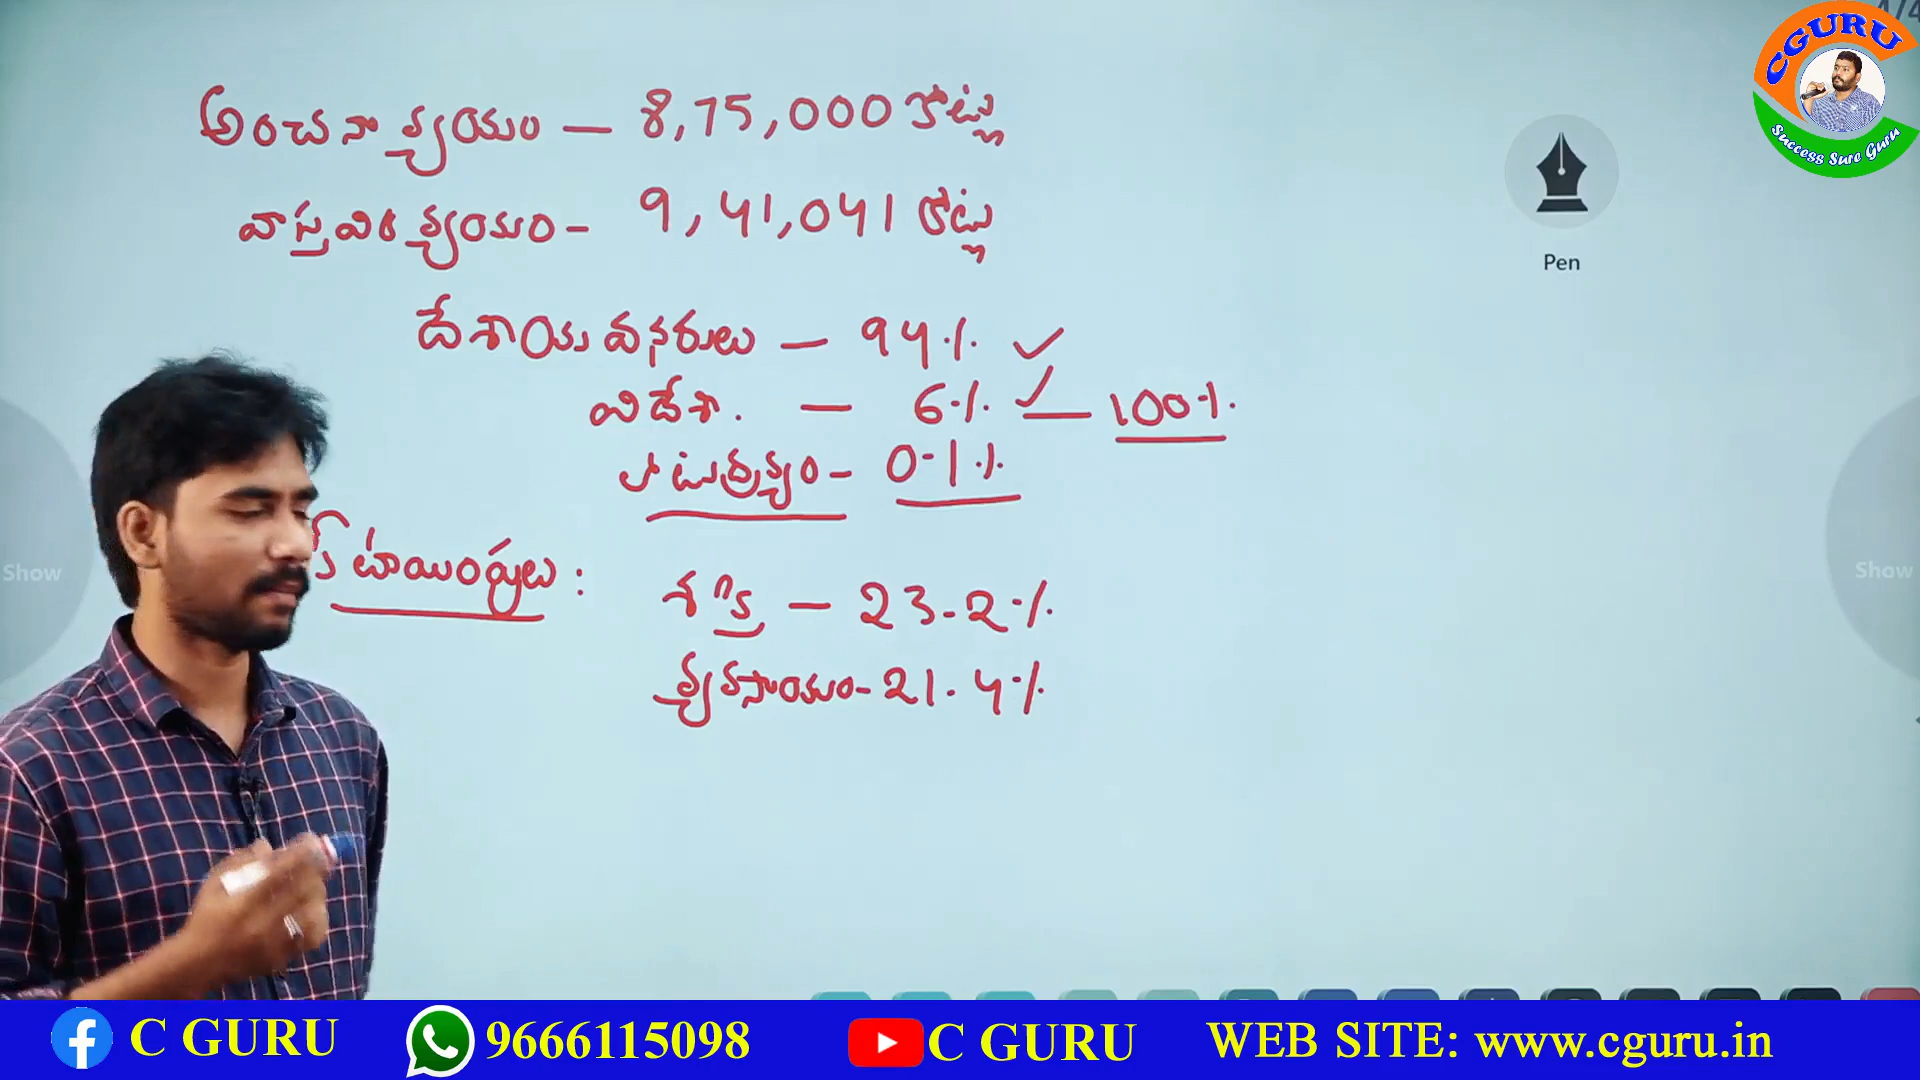 అంచనా వ్యయం — 8,75,000 కోట్లు
వాస్తవిక వ్యయం - 9,41,041 కోట్లు
దేశీయ వనరులు — 94%
విదేశీ. — 6% — 100%
లోటుద్రవ్యం - 0.1%
టాయింపులు :
శక్తి — 23.2%
వ్యవసాయం - 21.4%
Pen
Show
Show
CGURU
Success Sure Guru
C GURU
9666115098
C GURU
WEB SITE: www.cguru.in